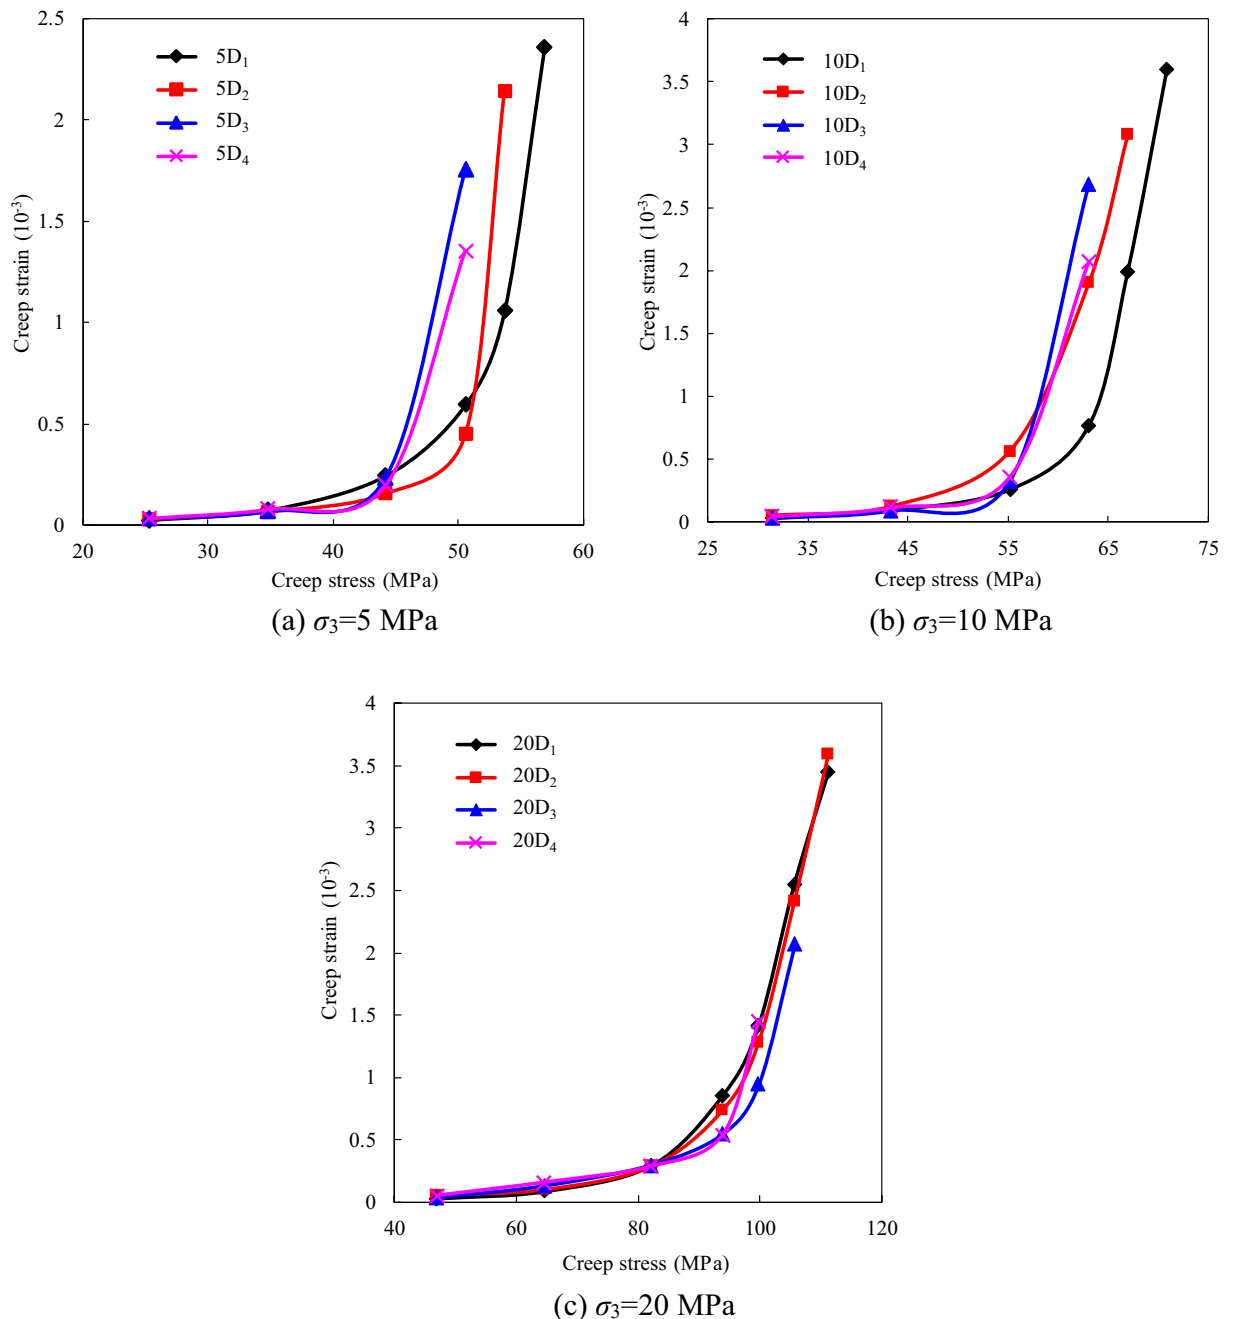 2.5
2
1.5
1
0.5
0
20
30
40
50
60
Creep strain (10⁻³)
Creep stress (MPa)
5D₁
5D₂
5D₃
5D₄
(a) σ₃=5 MPa
4
3.5
3
2.5
2
1.5
1
0.5
0
25
35
45
55
65
75
Creep strain (10⁻³)
Creep stress (MPa)
10D₁
10D₂
10D₃
10D₄
(b) σ₃=10 MPa
4
3.5
3
2.5
2
1.5
1
0.5
0
40
60
80
100
120
Creep strain (10⁻³)
Creep stress (MPa)
20D₁
20D₂
20D₃
20D₄
(c) σ₃=20 MPa